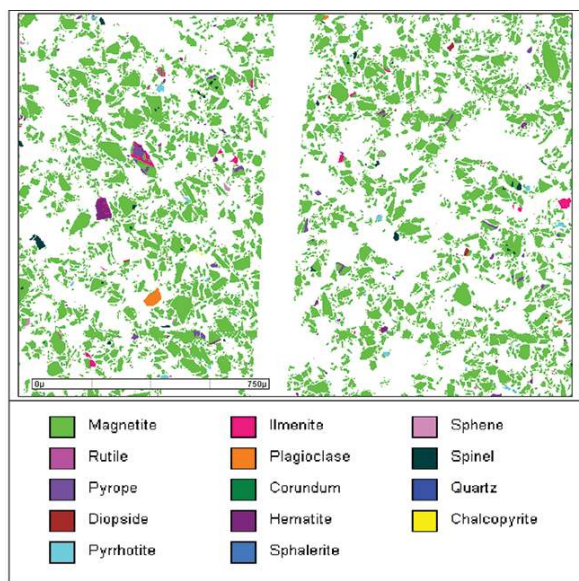 0µ 750µ
Magnetite Ilmenite Sphene
Rutile Plagioclase Spinel
Pyrope Corundum Quartz
Diopside Hematite Chalcopyrite
Pyrrhotite Sphalerite